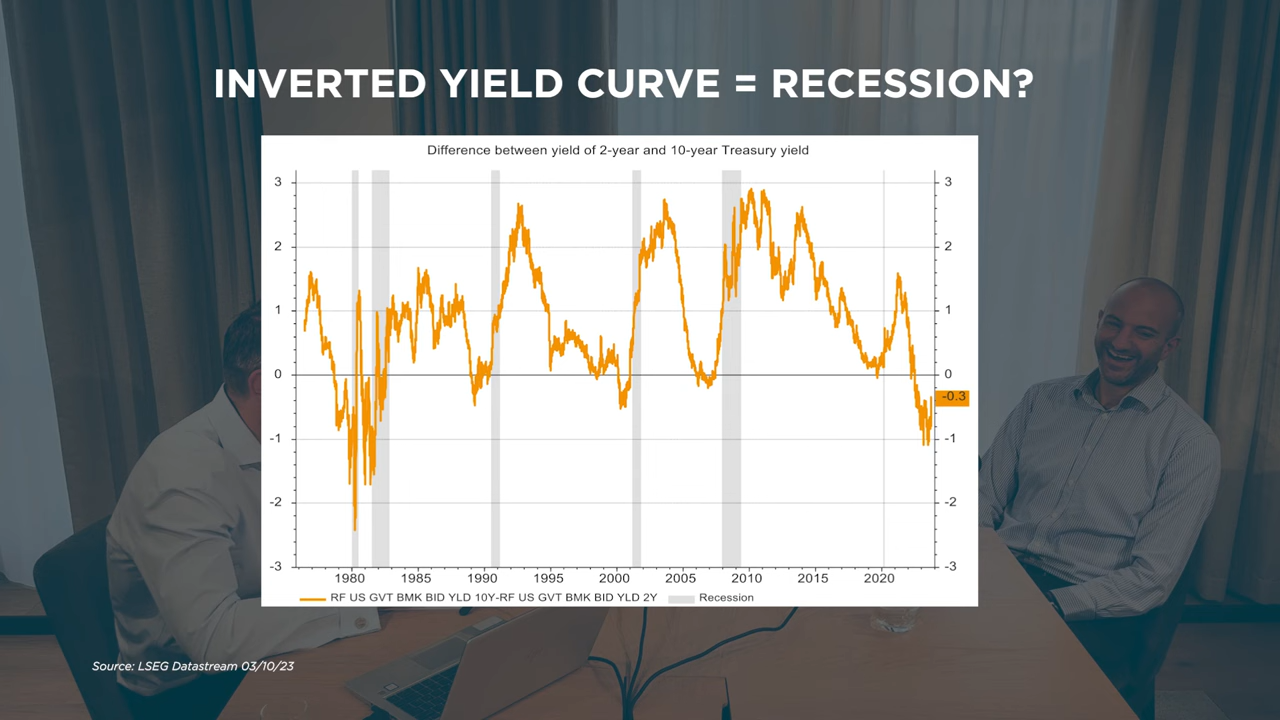 INVERTED YIELD CURVE = RECESSION?
Difference between yield of 2-year and 10-year Treasury yield
3 3
2 2
1 1
0 0
-0.3
-1 -1
-2 -2
-3 -3
1980 1985 1990 1995 2000 2005 2010 2015 2020
RF US GVT BMK BID YLD 10Y-RF US GVT BMK BID YLD 2Y Recession
Source: LSEG Datastream 03/10/23